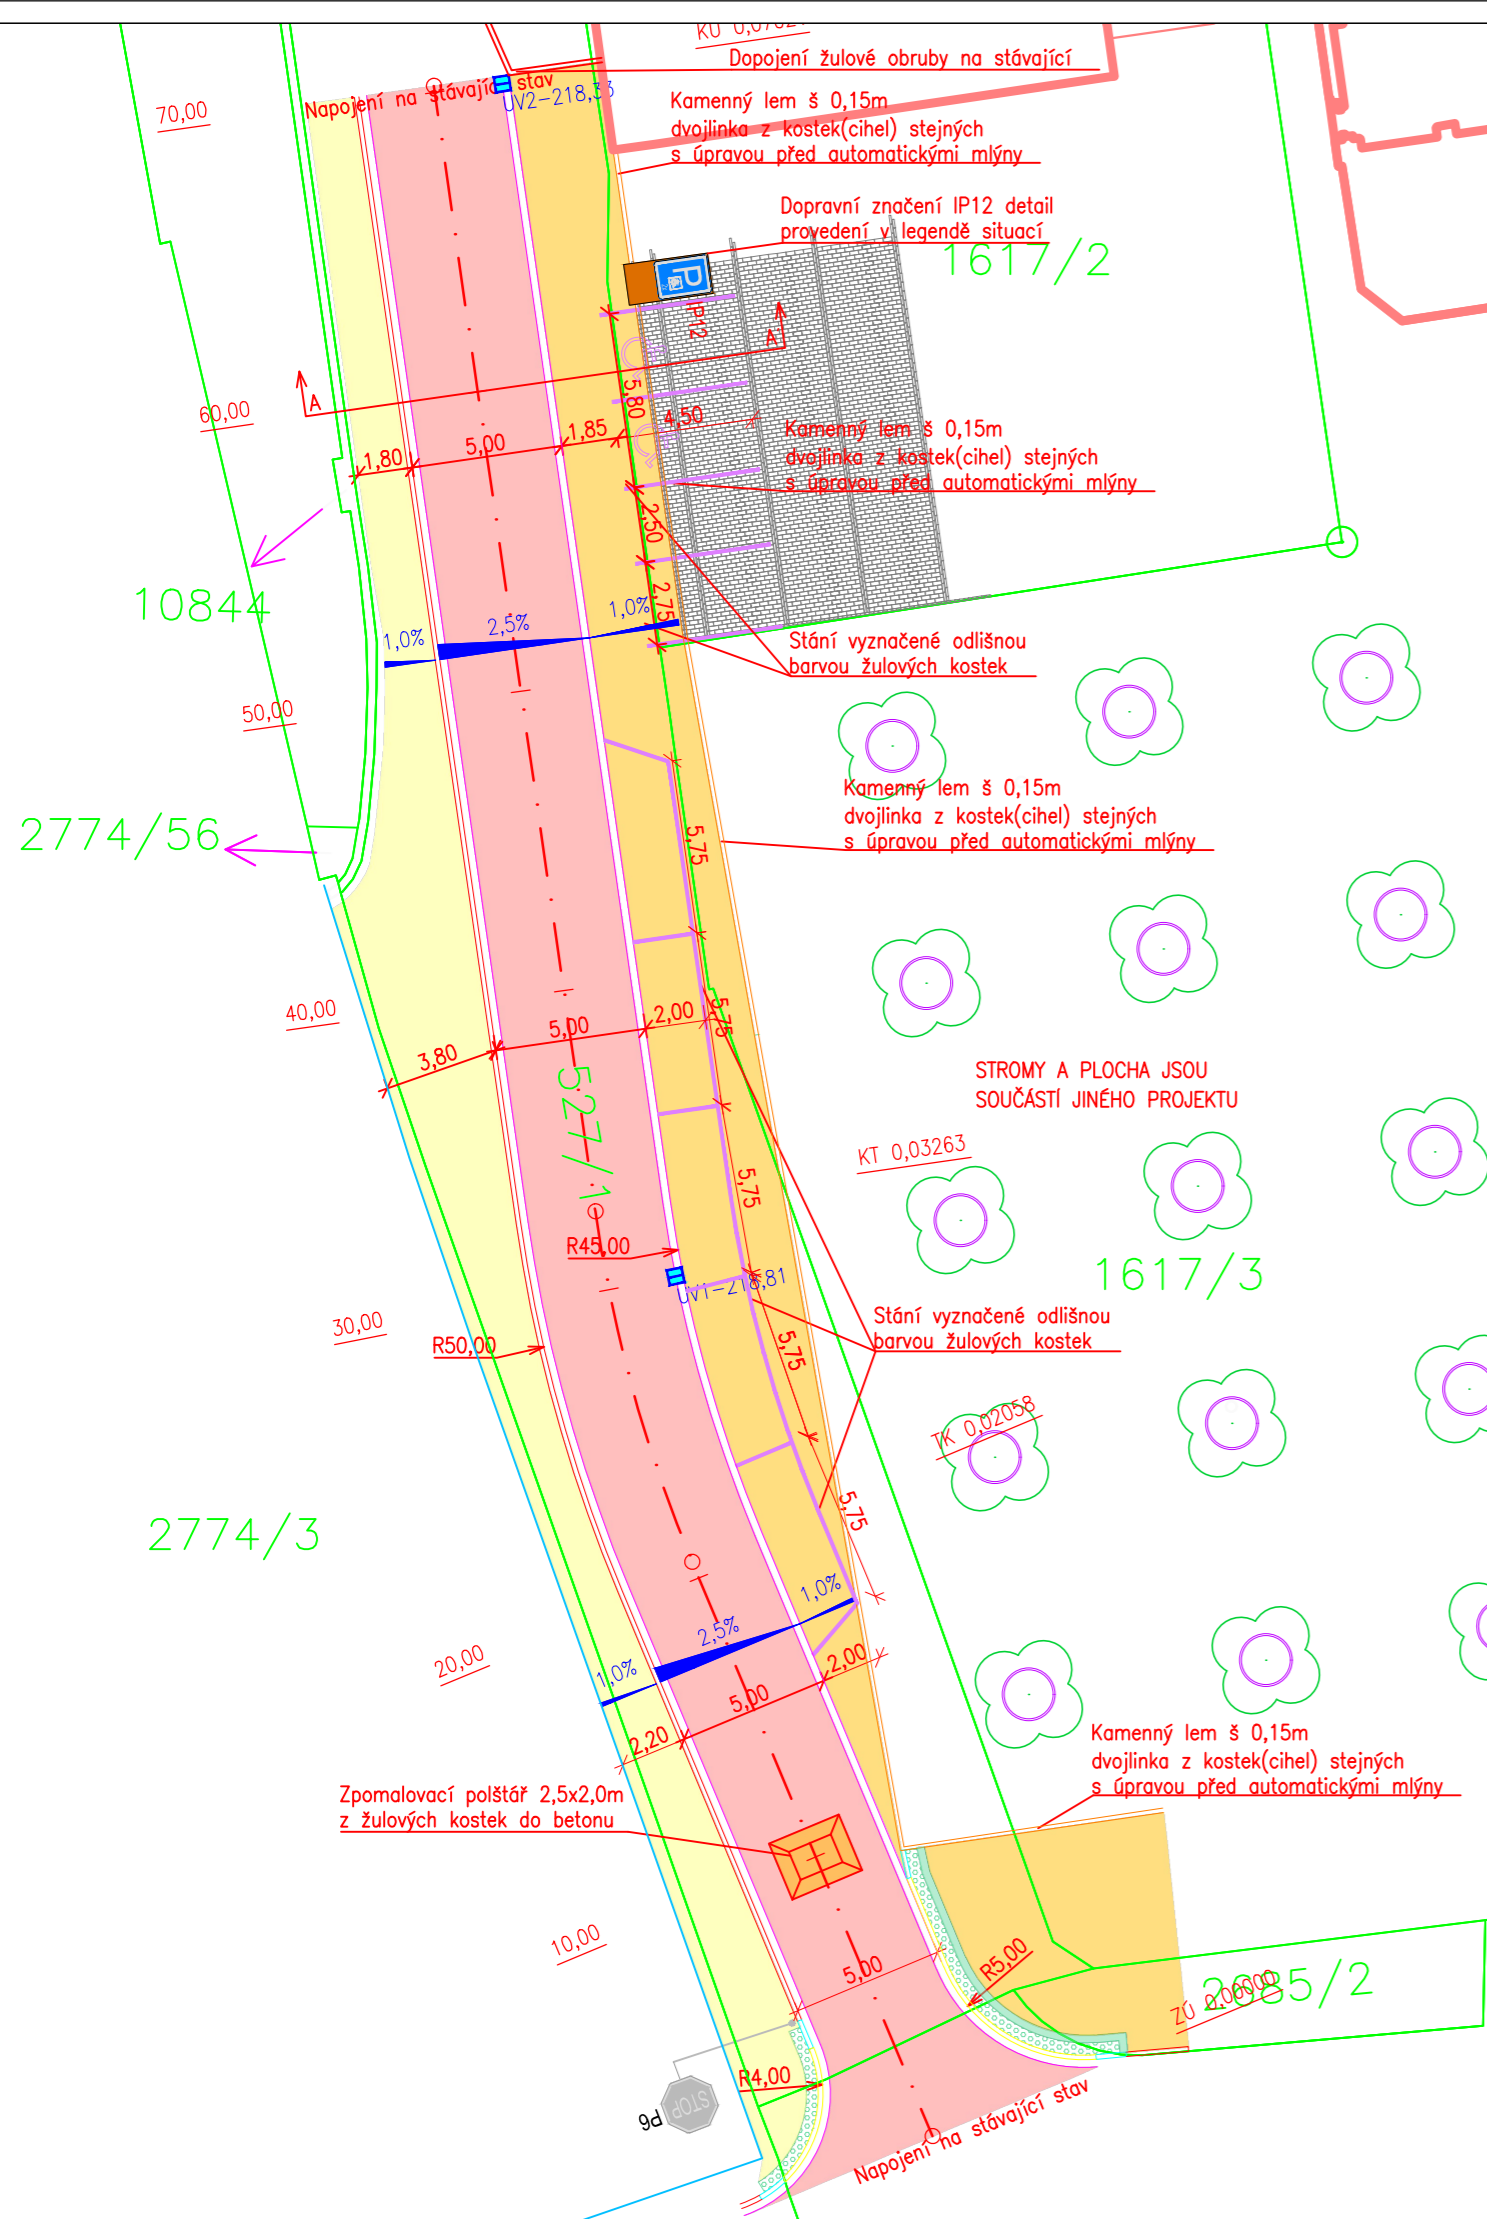 Dopojení žulové obruby na stávající
Napojení na stávající stav
UV2-218,33
70,00
Kamenný lem š 0,15m
dvojlinka z kostek(cihel) stejných
s úpravou před automatickými mlýny
Dopravní značení IP12 detail
provedení v legendě situací
1617/2
P
IP12
A
A
60,00
1,80
5,00
1,85
5,80
4,50
Kamenný lem š 0,15m
dvojlinka z kostek(cihel) stejných
s úpravou před automatickými mlýny
2,50
10844
2,75
1,0%
2,5%
1,0%
Stání vyznačené odlišnou
barvou žulových kostek
50,00
2774/56
5,75
Kamenný lem š 0,15m
dvojlinka z kostek(cihel) stejných
s úpravou před automatickými mlýny
40,00
3,80
5,00
2,00
5,75
527/1
STROMY A PLOCHA JSOU
SOUČÁSTÍ JINÉHO PROJEKTU
KT 0,03263
5,75
R45,00
UV1-218,81
1617/3
30,00
R50,00
5,75
Stání vyznačené odlišnou
barvou žulových kostek
TK 0,02058
2774/3
5,75
1,0%
2,5%
1,0%
20,00
2,20
5,00
2,00
Kamenný lem š 0,15m
dvojlinka z kostek(cihel) stejných
s úpravou před automatickými mlýny
Zpomalovací polštář 2,5x2,0m
z žulových kostek do betonu
10,00
5,00
R5,00
2085/2
ZÚ 0,00000
R4,00
STOP
P6
Napojení na stávající stav